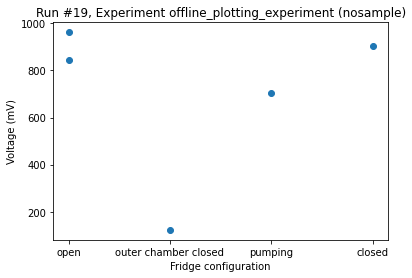 Run #19, Experiment offline_plotting_experiment (nosample)
1000
800
600
400
200
Voltage (mV)
open
outer chamber closed
pumping
closed
Fridge configuration